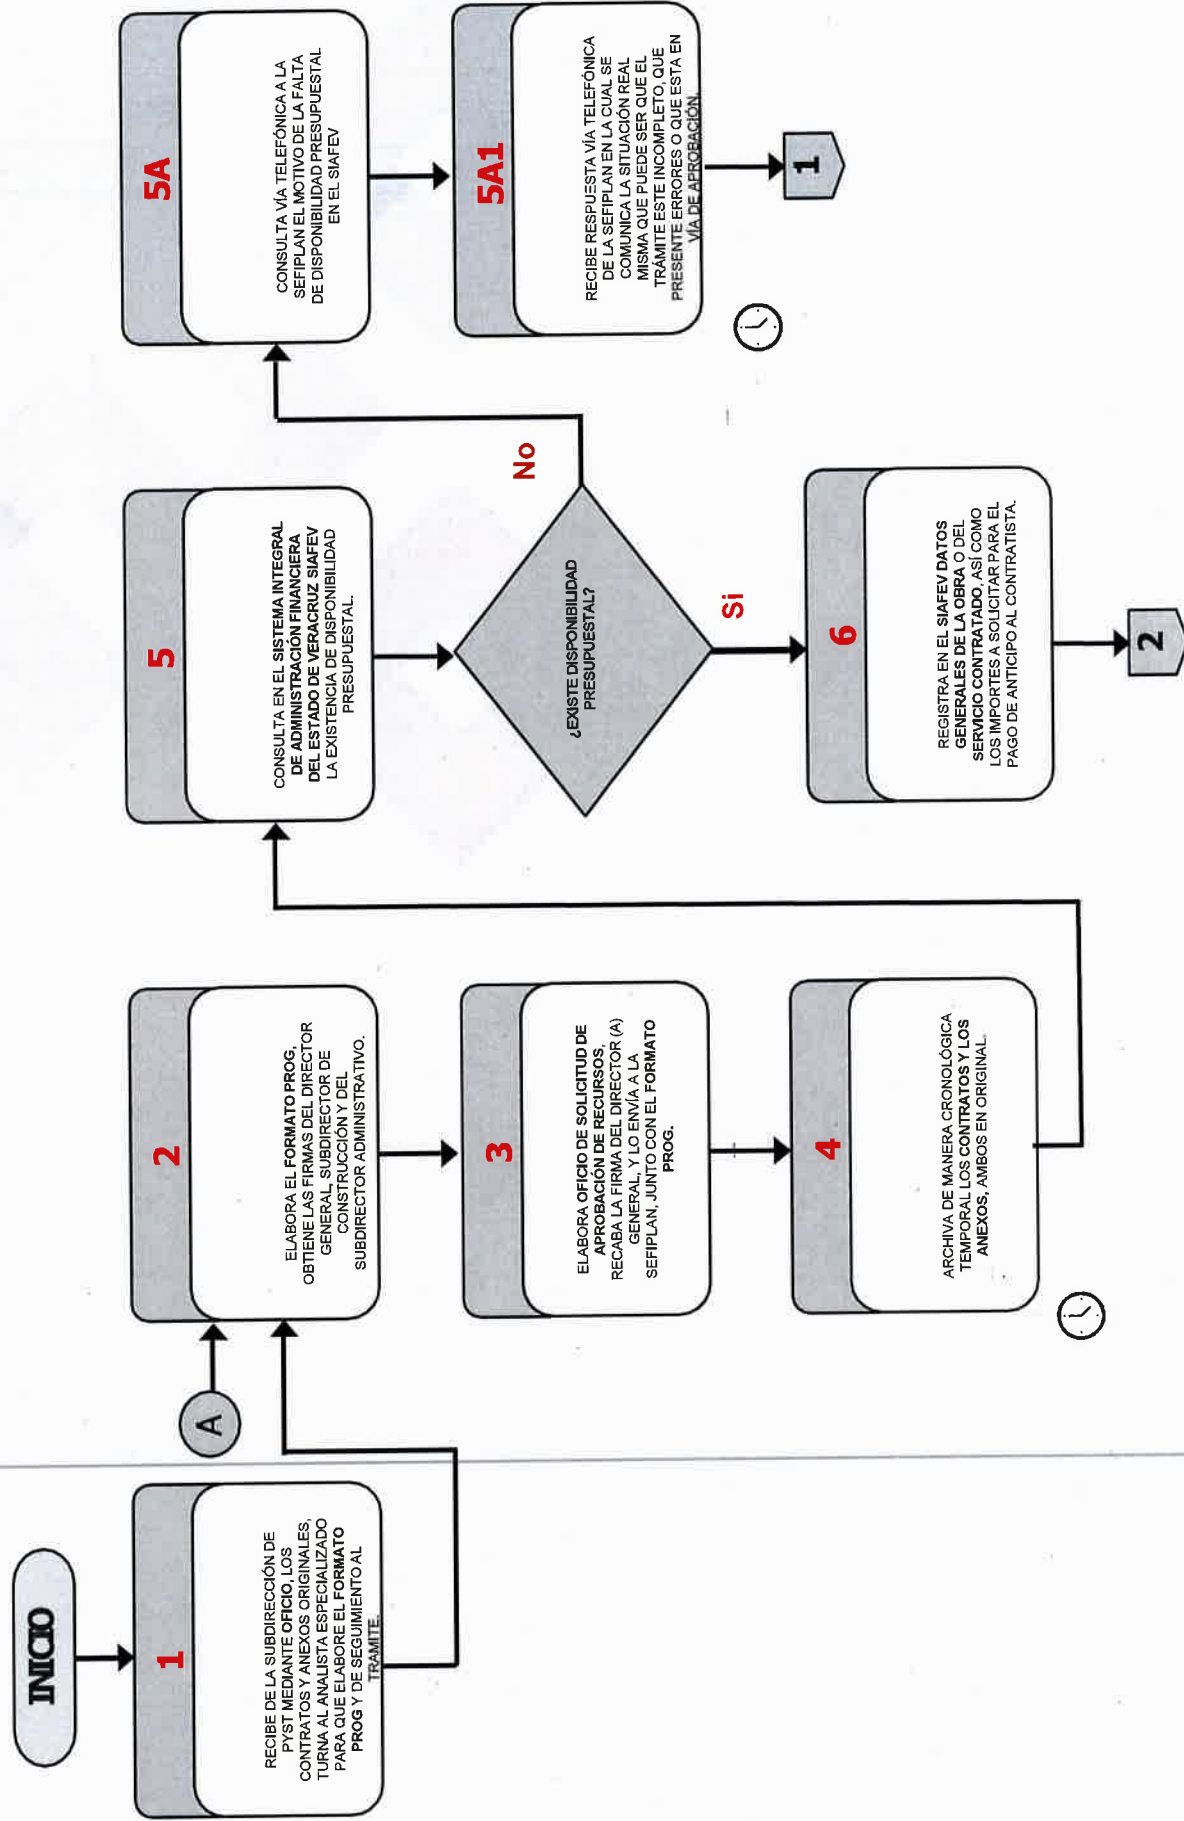 INICIO
1
RECIBE DE LA SUBDIRECCIÓN DE
PYST MEDIANTE OFICIO, LOS
CONTRATOS Y ANEXOS ORIGINALES,
TURNA AL ANALISTA ESPECIALIZADO
PARA QUE ELABORE EL FORMATO
PROG Y DE SEGUIMIENTO AL
TRAMITE.
A
2
ELABORA EL FORMATO PROG,
OBTIENE LAS FIRMAS DEL DIRECTOR
GENERAL, SUBDIRECTOR DE
CONSTRUCCIÓN Y DEL
SUBDIRECTOR ADMINISTRATIVO.
3
ELABORA OFICIO DE SOLICITUD DE
APROBACIÓN DE RECURSOS,
RECABA LA FIRMA DEL DIRECTOR (A)
GENERAL, Y LO ENVÍA A LA
SEFIPLAN, JUNTO CON EL FORMATO
PROG.
4
ARCHIVA DE MANERA CRONOLÓGICA
TEMPORAL LOS CONTRATOS Y LOS
ANEXOS, AMBOS EN ORIGINAL.
5
CONSULTA EN EL SISTEMA INTEGRAL
DE ADMINISTRACIÓN FINANCIERA
DEL ESTADO DE VERACRUZ SIAFEV
LA EXISTENCIA DE DISPONIBILIDAD
PRESUPUESTAL.
¿EXISTE DISPONIBILIDAD
PRESUPUESTAL?
No
Si
6
REGISTRA EN EL SIAFEV DATOS
GENERALES DE LA OBRA O DEL
SERVICIO CONTRATADO, ASÍ COMO
LOS IMPORTES A SOLICITAR PARA EL
PAGO DE ANTICIPO AL CONTRATISTA.
2
5A
CONSULTA VÍA TELEFÓNICA A LA
SEFIPLAN EL MOTIVO DE LA FALTA
DE DISPONIBILIDAD PRESUPUESTAL
EN EL SIAFEV
5A1
RECIBE RESPUESTA VÍA TELEFÓNICA
DE LA SEFIPLAN EN LA CUAL SE
COMUNICA LA SITUACIÓN REAL
MISMA QUE PUEDE SER QUE EL
TRÁMITE ESTE INCOMPLETO, QUE
PRESENTE ERRORES O QUE ESTA EN
VÍA DE APROBACIÓN.
1